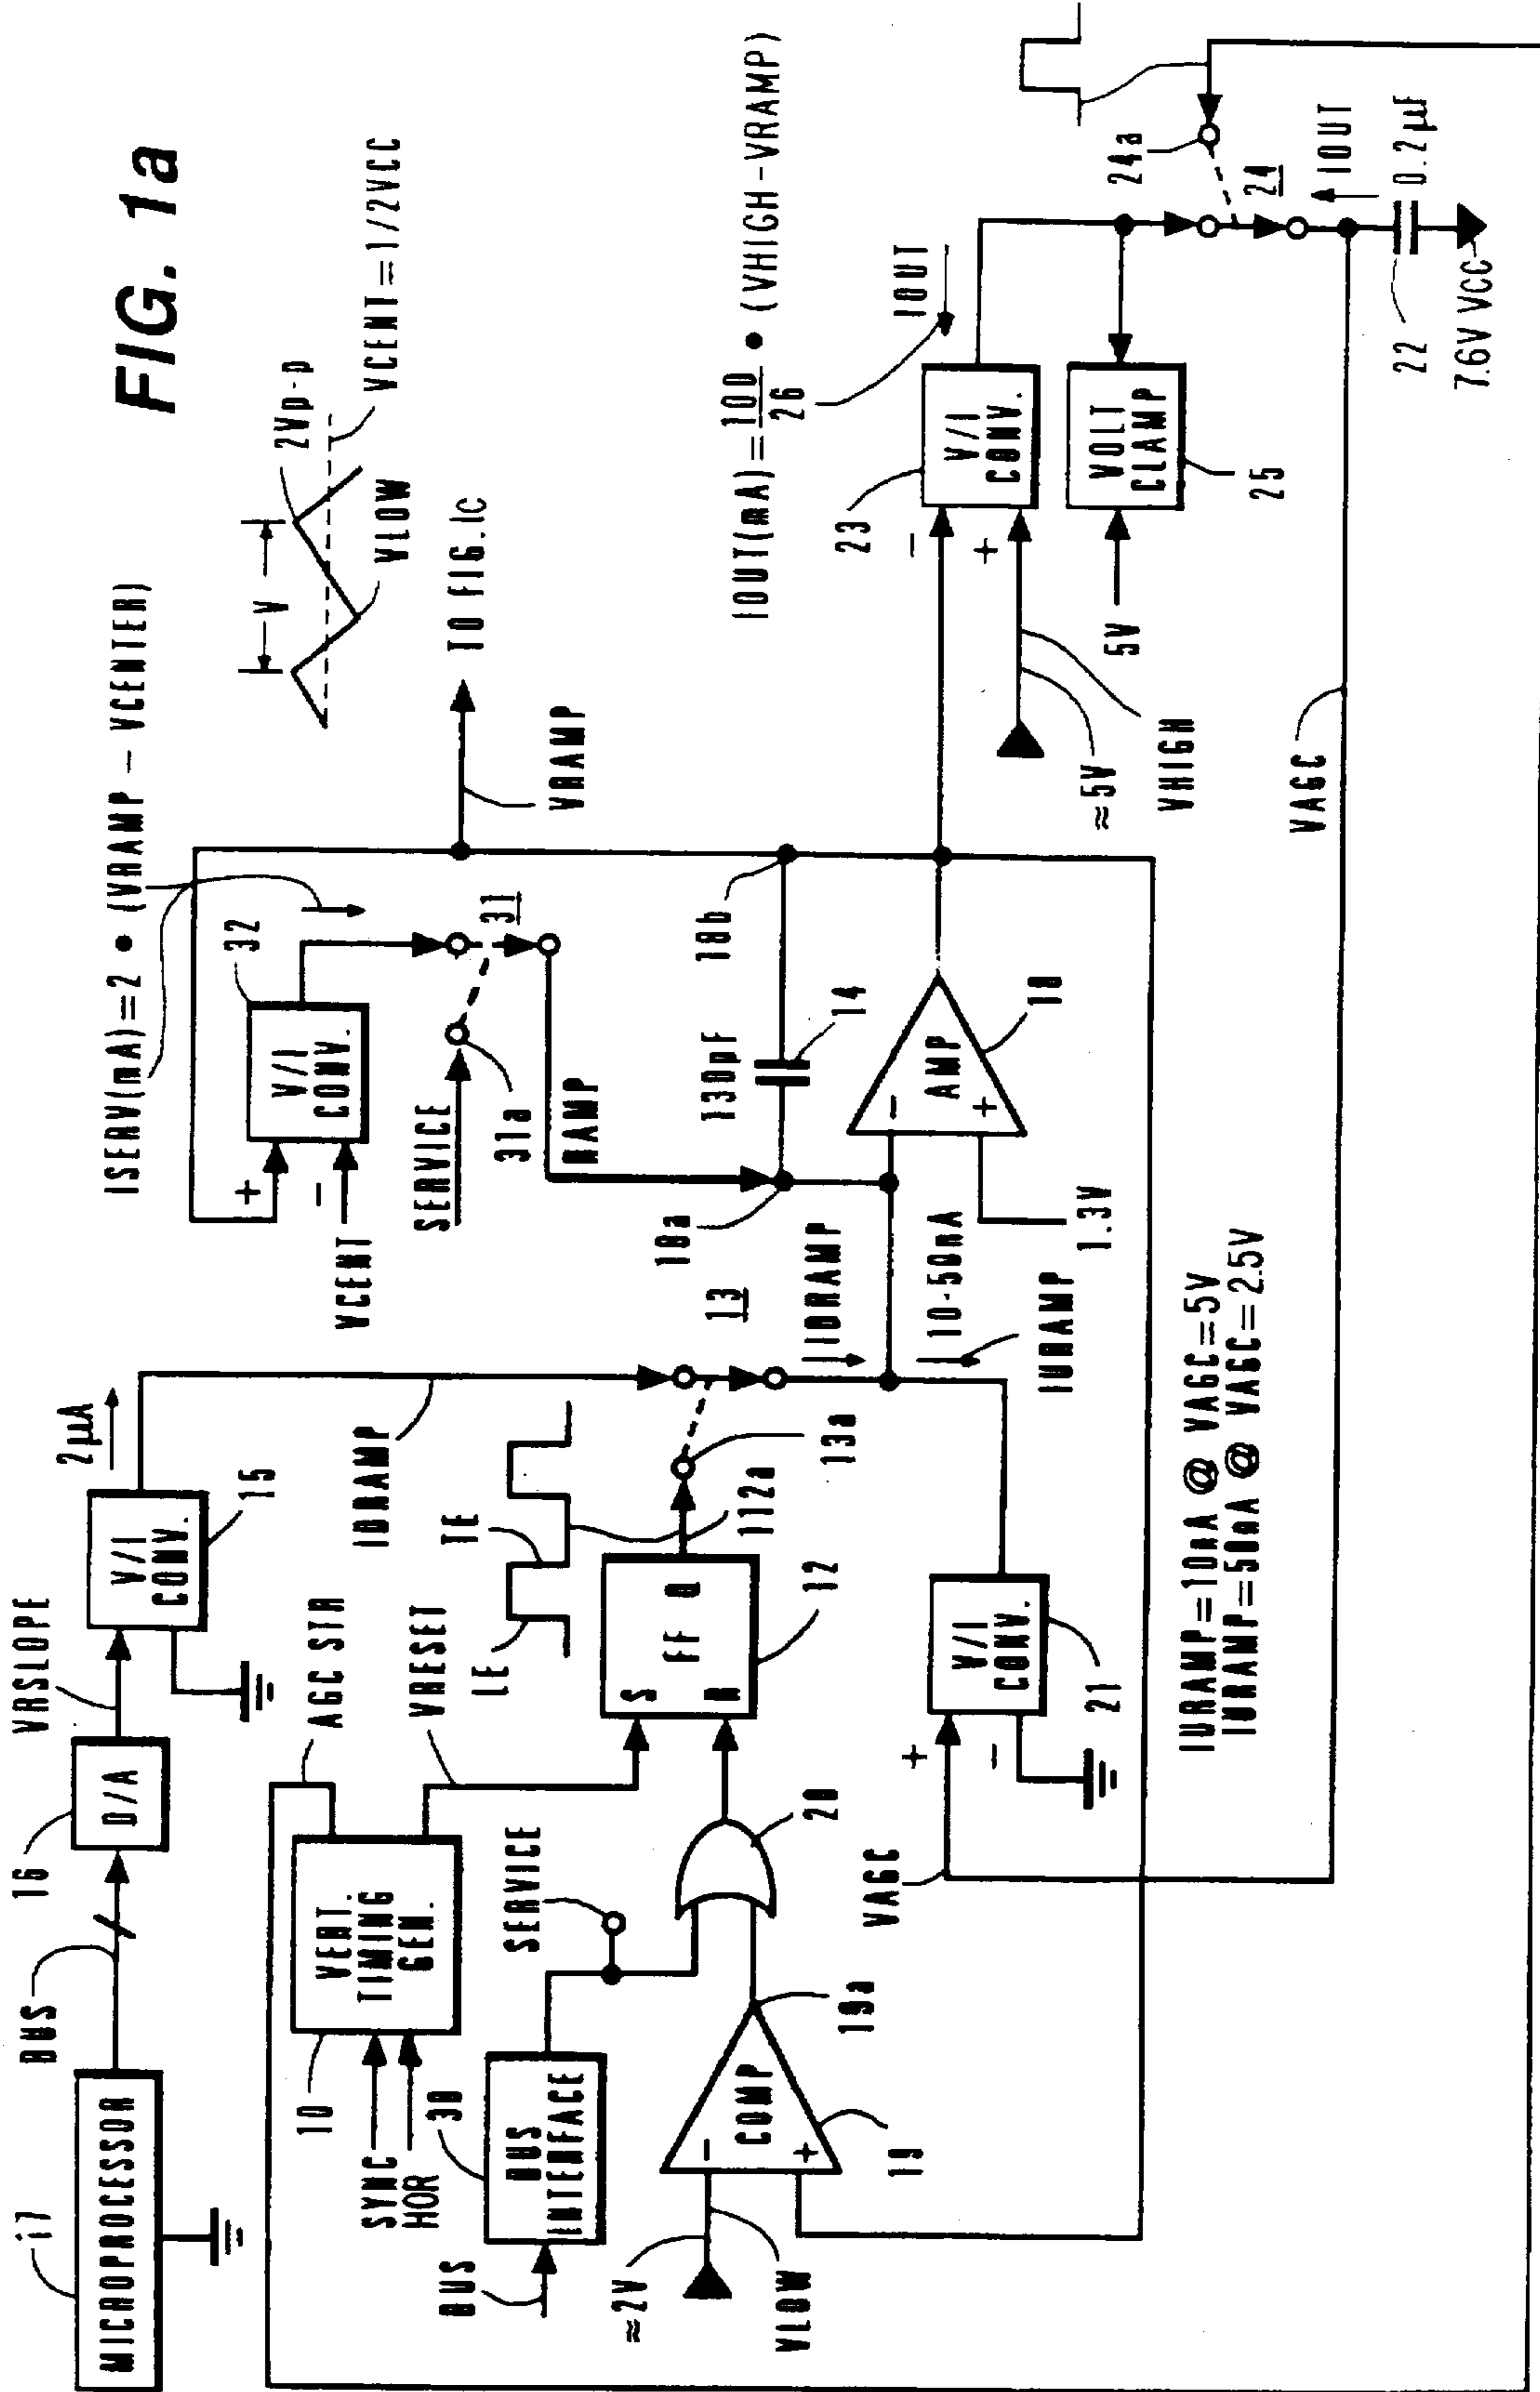 FIG. 1a
17
MICROPROCESSOR
BUS
16
D/A
VRSLOPE
V/I
CONV.
15
2µA
ISERV(mA)=2 • (VRAMP – VCENTER)
32
V/I
CONV.
+
–
VCENT
SERVICE
31a
31
RAMP
V
2Vp-p
VCENT=1/2VCC
VLOW
TO FIG.1c
VRAMP
10
SYNC
HOR
VERT.
TIMING
GEN.
AGC STR
VRESET
IDRAMP
LE
TE
112a
S
FF Q
R
12
13a
13
BUS
30
BUS
INTERFACE
SERVICE
20
≈2V
VLOW
–
COMP
+
19
19a
IDRAMP
10-50nA
IURAMP
18a
130pF
14
18b
–
AMP
+
18
1.3V
VAGC
+
–
V/I
CONV.
21
IURAMP=10nA @ VAGC=5V
IURAMP=50nA @ VAGC=2.5V
IOUT(mA)=100/26 • (VHIGH-VRAMP)
IOUT
23
–
+
V/I
CONV.
≈5V
VHIGH
5V
VOLT
CLAMP
25
VAGC
24a
24
IOUT
22
0.2µF
7.6V VCC